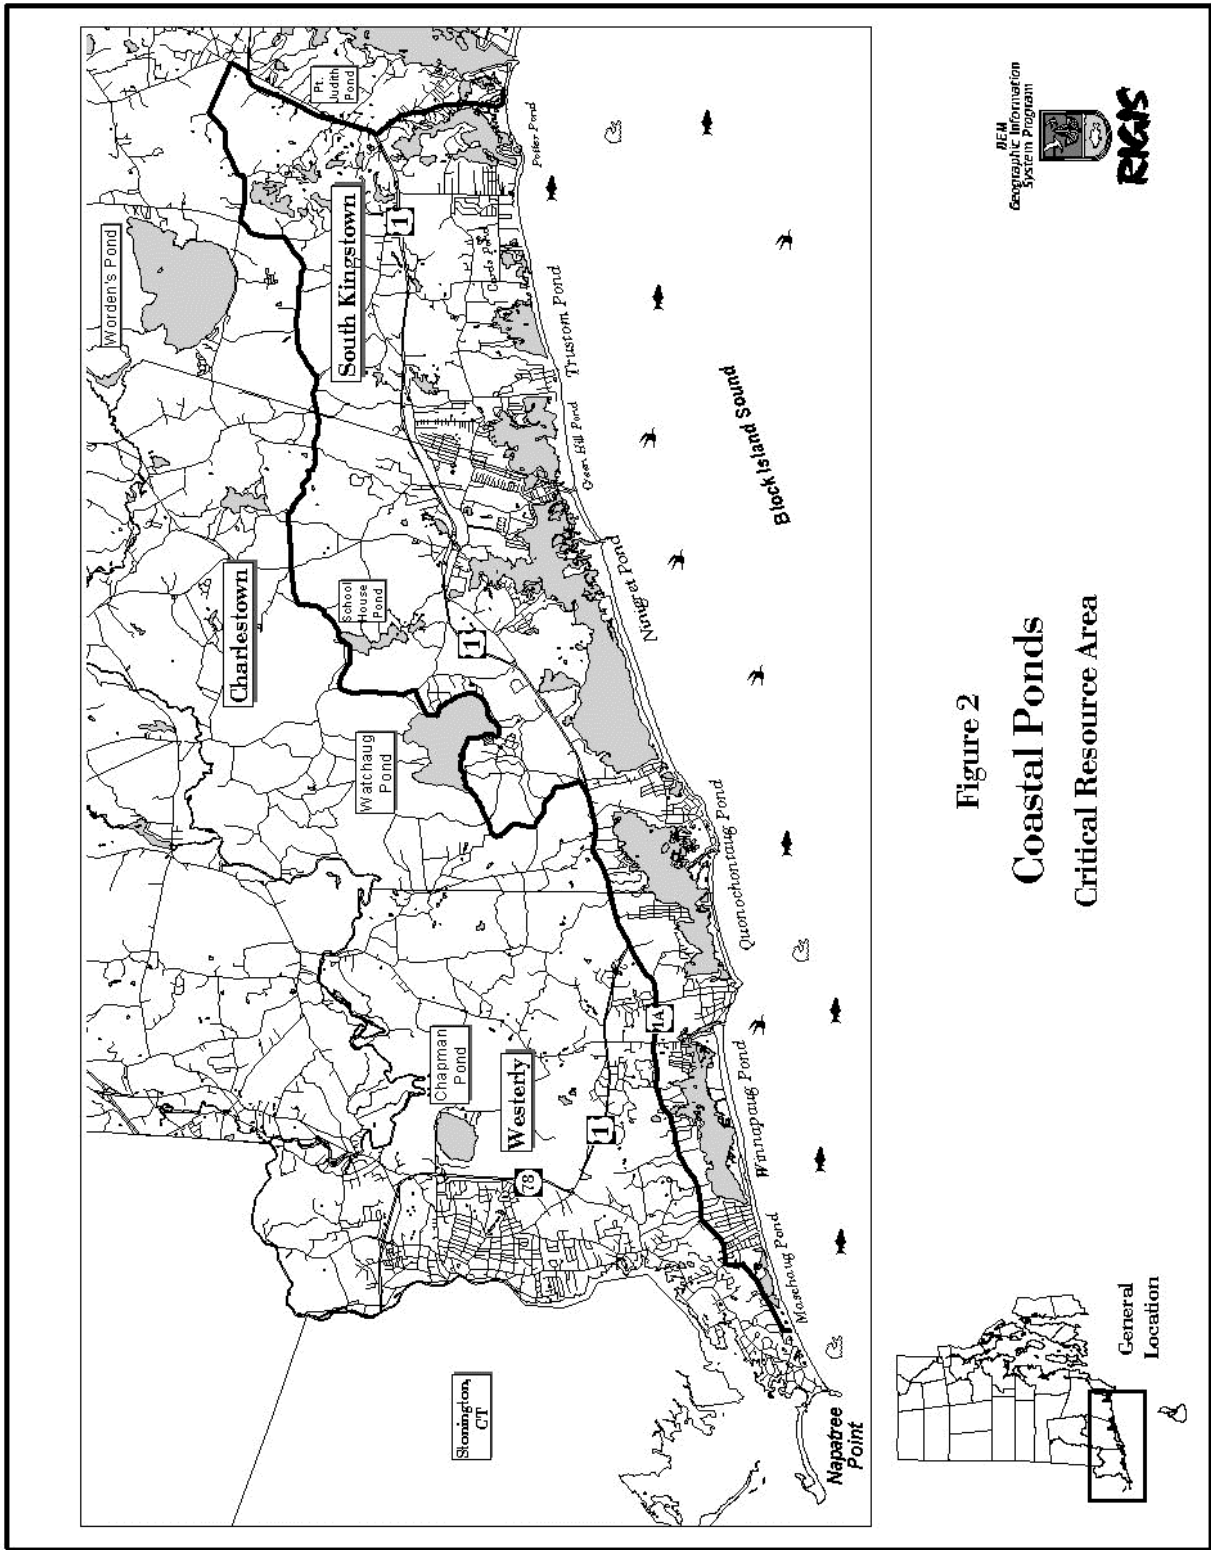 Worden's Pond
Pt.
Judith
Pond
South Kingstown
1
Potter Pond
Cards Pond
Trustom Pond
Green Hill Pond
Block Island Sound
Charlestown
School
House
Pond
1
Ninigret Pond
Watchaug
Pond
Quonochontaug Pond
Chapman
Pond
Westerly
1A
1
78
Winnapaug Pond
Maschaug Pond
Stonington,
CT
Napatree
Point
Figure 2
Coastal Ponds
Critical Resource Area
General
Location
DEM
Geographic Information
System Program
RIGIS